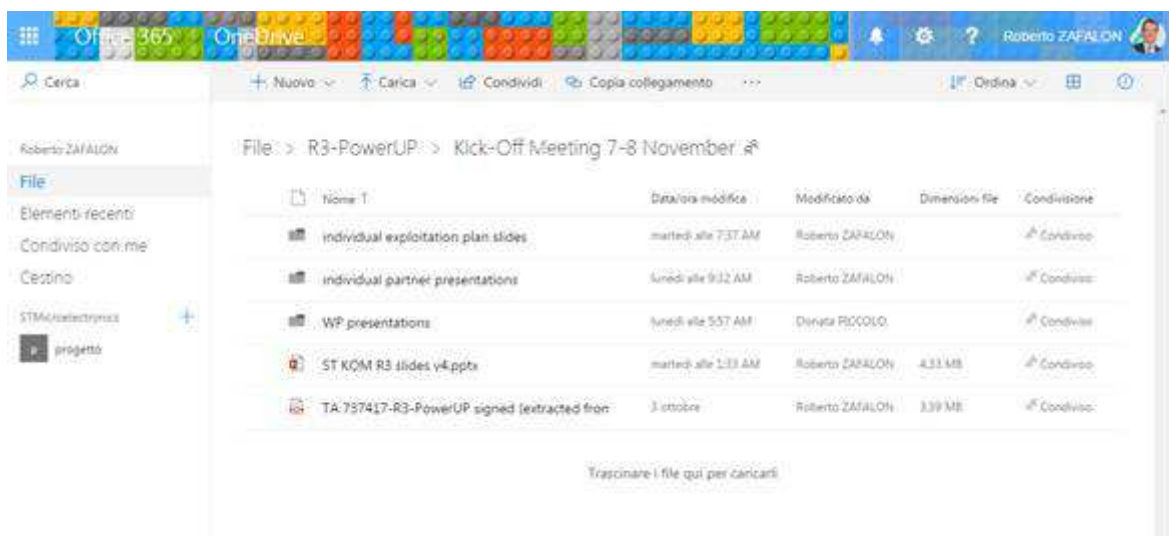 Office 365 OneDrive ? Roberto ZAFALON
Cerca + Nuovo Carica Condividi Copia collegamento ... Ordina
Roberto ZAFALON
File > R3-PowerUP > Kick-Off Meeting 7-8 November
File
Elementi recenti
Condiviso con me
Cestino
STMicroelectronics +
p progetto
Nome ↑ Data/ora modifica Modificato da Dimensioni file Condivisione
individual exploitation plan slides martedì alle 7:37 AM Roberto ZAFALON Condiviso
individual partner presentations lunedì alle 9:12 AM Roberto ZAFALON Condiviso
WP presentations lunedì alle 5:57 AM Donata PICCOLO Condiviso
ST KOM R3 slides v4.pptx martedì alle 1:33 AM Roberto ZAFALON 4,33 MB Condiviso
TA 737417-R3-PowerUP signed (extracted from 3 ottobre Roberto ZAFALON 3,39 MB Condiviso
Trascinare i file qui per caricarli